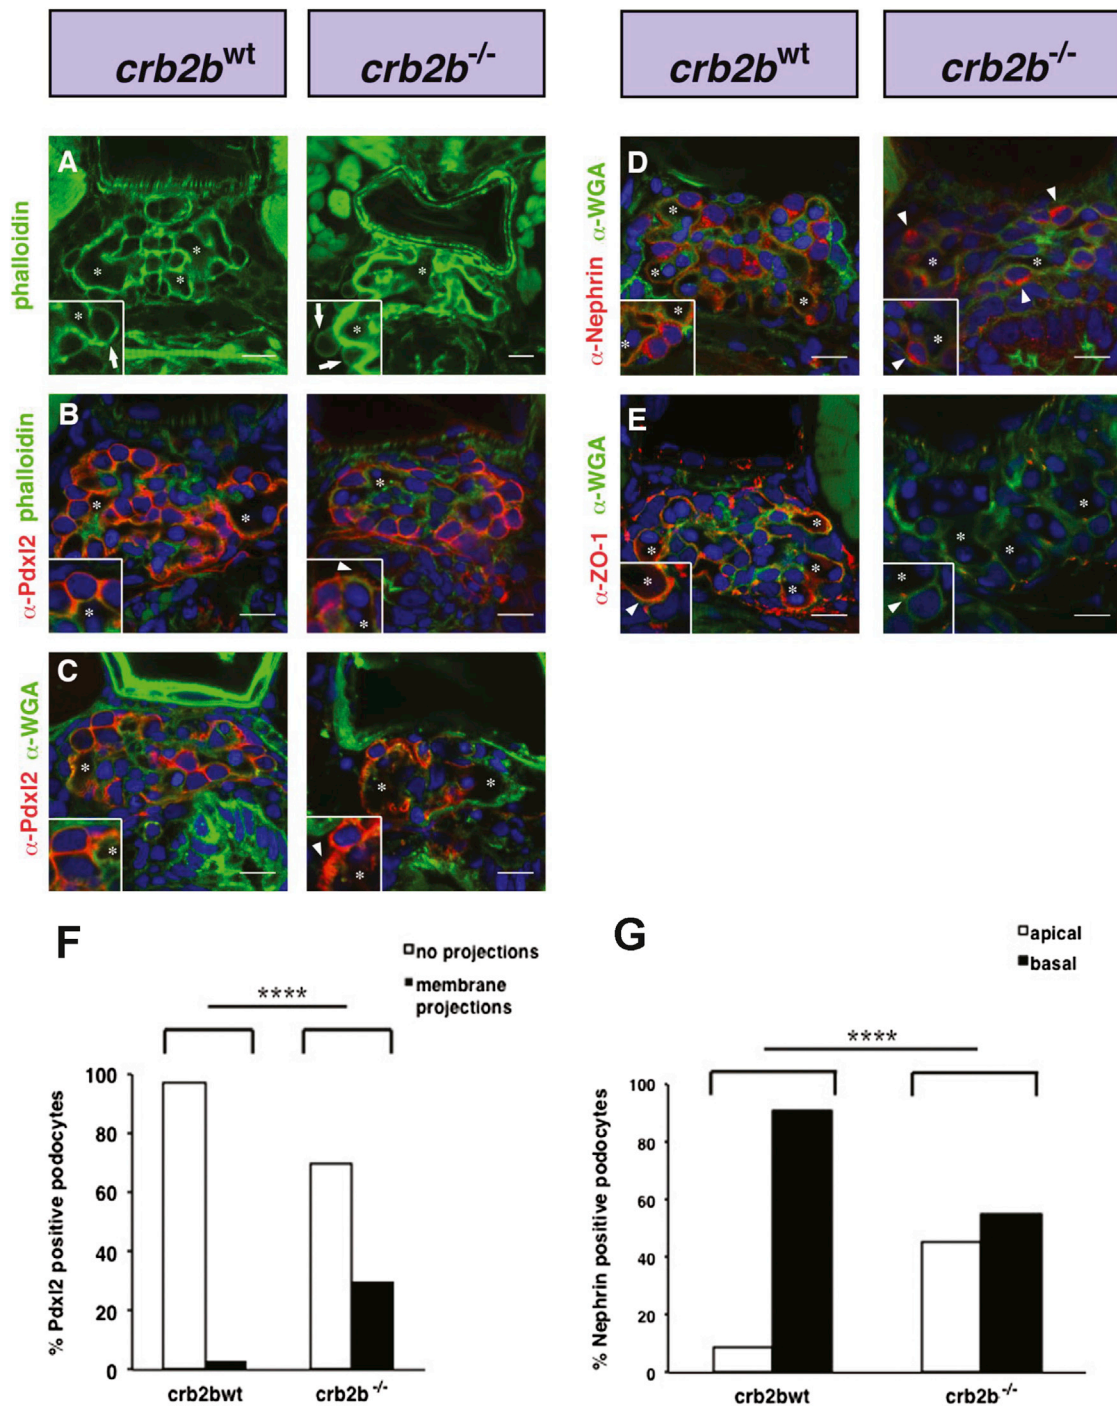 crb2bwt
crb2b-/-
crb2bwt
crb2b-/-
phalloidin
A
*
*
*
*
*
*
α-Pdxl2 phalloidin
B
*
*
*
*
*
α-Pdxl2 α-WGA
C
*
*
*
*
*
α-Nephrin α-WGA
D
*
*
*
*
*
*
*
*
α-ZO-1 α-WGA
E
*
*
*
*
*
*
*
*
F
no projections
membrane
projections
****
% Pdxl2 positive podocytes
100
80
60
40
20
0
crb2bwt
crb2b -/-
G
apical
basal
****
% Nephrin positive podocytes
100
80
60
40
20
0
crb2bwt
crb2b -/-